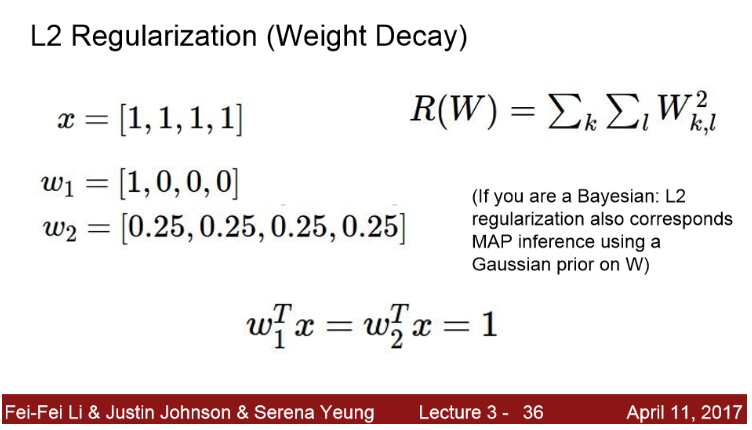 L2 Regularization (Weight Decay)
x = [1, 1, 1, 1]
R(W) = ∑_k ∑_l W_{k,l}^2
w_1 = [1, 0, 0, 0]
w_2 = [0.25, 0.25, 0.25, 0.25]
(If you are a Bayesian: L2
regularization also corresponds
MAP inference using a
Gaussian prior on W)
w_1^T x = w_2^T x = 1
Fei-Fei Li & Justin Johnson & Serena Yeung Lecture 3 - 36 April 11, 2017